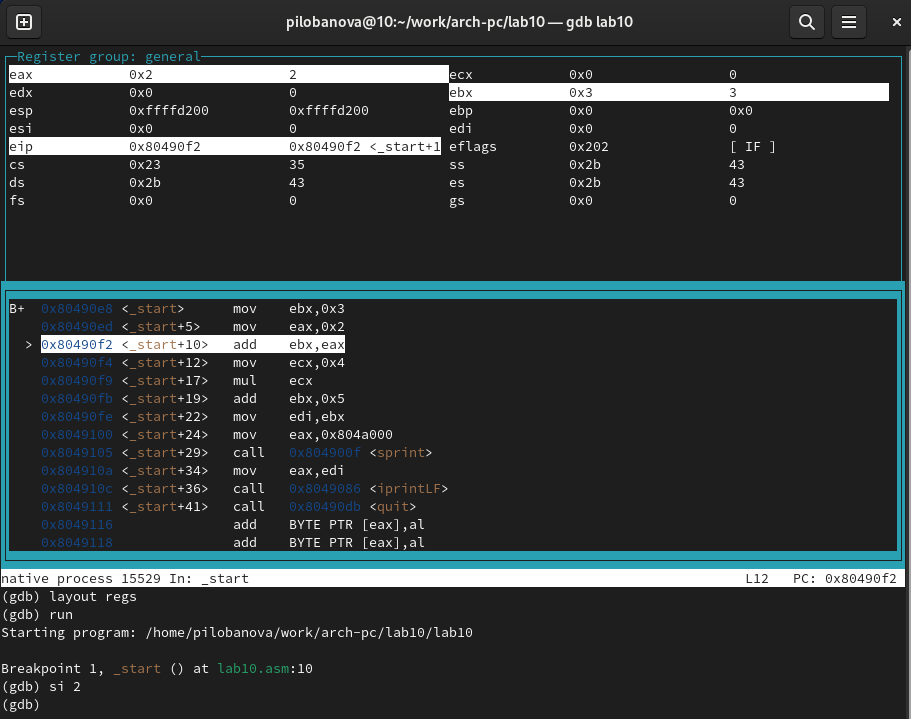 pilobanova@10:~/work/arch-pc/lab10 — gdb lab10
Register group: general
eax 0x2 2 ecx 0x0 0
edx 0x0 0 ebx 0x3 3
esp 0xffffd200 0xffffd200 ebp 0x0 0x0
esi 0x0 0 edi 0x0 0
eip 0x80490f2 0x80490f2 <_start+1 eflags 0x202 [ IF ]
cs 0x23 35 ss 0x2b 43
ds 0x2b 43 es 0x2b 43
fs 0x0 0 gs 0x0 0
B+ 0x80490e8 <_start> mov ebx,0x3
0x80490ed <_start+5> mov eax,0x2
> 0x80490f2 <_start+10> add ebx,eax
0x80490f4 <_start+12> mov ecx,0x4
0x80490f9 <_start+17> mul ecx
0x80490fb <_start+19> add ebx,0x5
0x80490fe <_start+22> mov edi,ebx
0x8049100 <_start+24> mov eax,0x804a000
0x8049105 <_start+29> call 0x804900f <sprint>
0x804910a <_start+34> mov eax,edi
0x804910c <_start+36> call 0x8049086 <iprintLF>
0x8049111 <_start+41> call 0x80490db <quit>
0x8049116 add BYTE PTR [eax],al
0x8049118 add BYTE PTR [eax],al
native process 15529 In: _start L12 PC: 0x80490f2
(gdb) layout regs
(gdb) run
Starting program: /home/pilobanova/work/arch-pc/lab10/lab10
Breakpoint 1, _start () at lab10.asm:10
(gdb) si 2
(gdb)